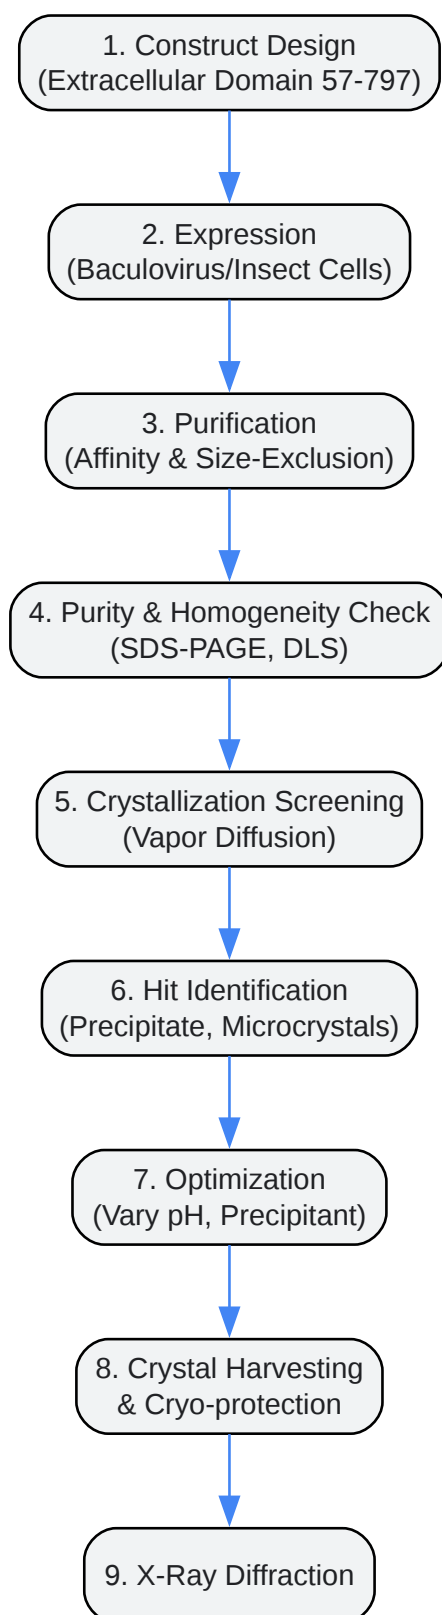 1. Construct Design
(Extracellular Domain 57-797)
2. Expression
(Baculovirus/Insect Cells)
3. Purification
(Affinity & Size-Exclusion)
4. Purity & Homogeneity Check
(SDS-PAGE, DLS)
5. Crystallization Screening
(Vapor Diffusion)
6. Hit Identification
(Precipitate, Microcrystals)
7. Optimization
(Vary pH, Precipitant)
8. Crystal Harvesting
& Cryo-protection
9. X-Ray Diffraction